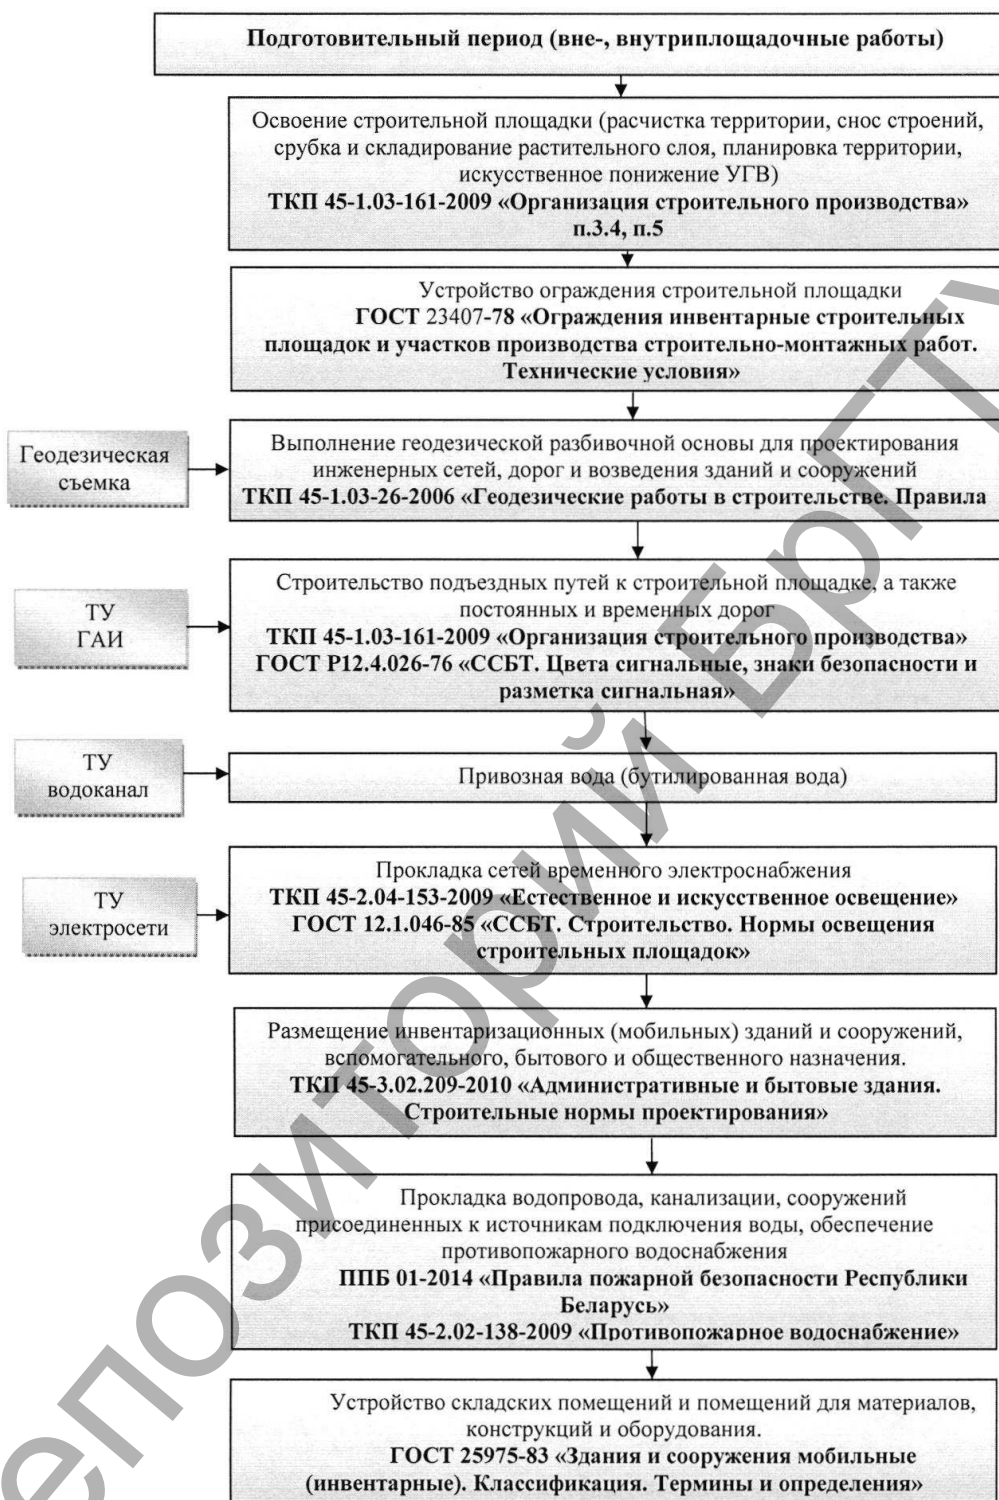 Подготовительный период (вне-, внутриплощадочные работы)
Освоение строительной площадки (расчистка территории, снос строений,
срубка и складирование растительного слоя, планировка территории,
искусственное понижение УГВ)
ТКП 45-1.03-161-2009 «Организация строительного производства»
п.3.4, п.5
Устройство ограждения строительной площадки
ГОСТ 23407-78 «Ограждения инвентарные строительных
площадок и участков производства строительно-монтажных работ.
Технические условия»
Геодезическая
съемка
Выполнение геодезической разбивочной основы для проектирования
инженерных сетей, дорог и возведения зданий и сооружений
ТКП 45-1.03-26-2006 «Геодезические работы в строительстве. Правила
ТУ
ГАИ
Строительство подъездных путей к строительной площадке, а также
постоянных и временных дорог
ТКП 45-1.03-161-2009 «Организация строительного производства»
ГОСТ Р12.4.026-76 «ССБТ. Цвета сигнальные, знаки безопасности и
разметка сигнальная»
ТУ
водоканал
Привозная вода (бутилированная вода)
ТУ
электросети
Прокладка сетей временного электроснабжения
ТКП 45-2.04-153-2009 «Естественное и искусственное освещение»
ГОСТ 12.1.046-85 «ССБТ. Строительство. Нормы освещения
строительных площадок»
Размещение инвентаризационных (мобильных) зданий и сооружений,
вспомогательного, бытового и общественного назначения.
ТКП 45-3.02.209-2010 «Административные и бытовые здания.
Строительные нормы проектирования»
Прокладка водопровода, канализации, сооружений
присоединенных к источникам подключения воды, обеспечение
противопожарного водоснабжения
ППБ 01-2014 «Правила пожарной безопасности Республики
Беларусь»
ТКП 45-2.02-138-2009 «Противопожарное водоснабжение»
Устройство складских помещений и помещений для материалов,
конструкций и оборудования.
ГОСТ 25975-83 «Здания и сооружения мобильные
(инвентарные). Классификация. Термины и определения»
епозиторий БрГТУ